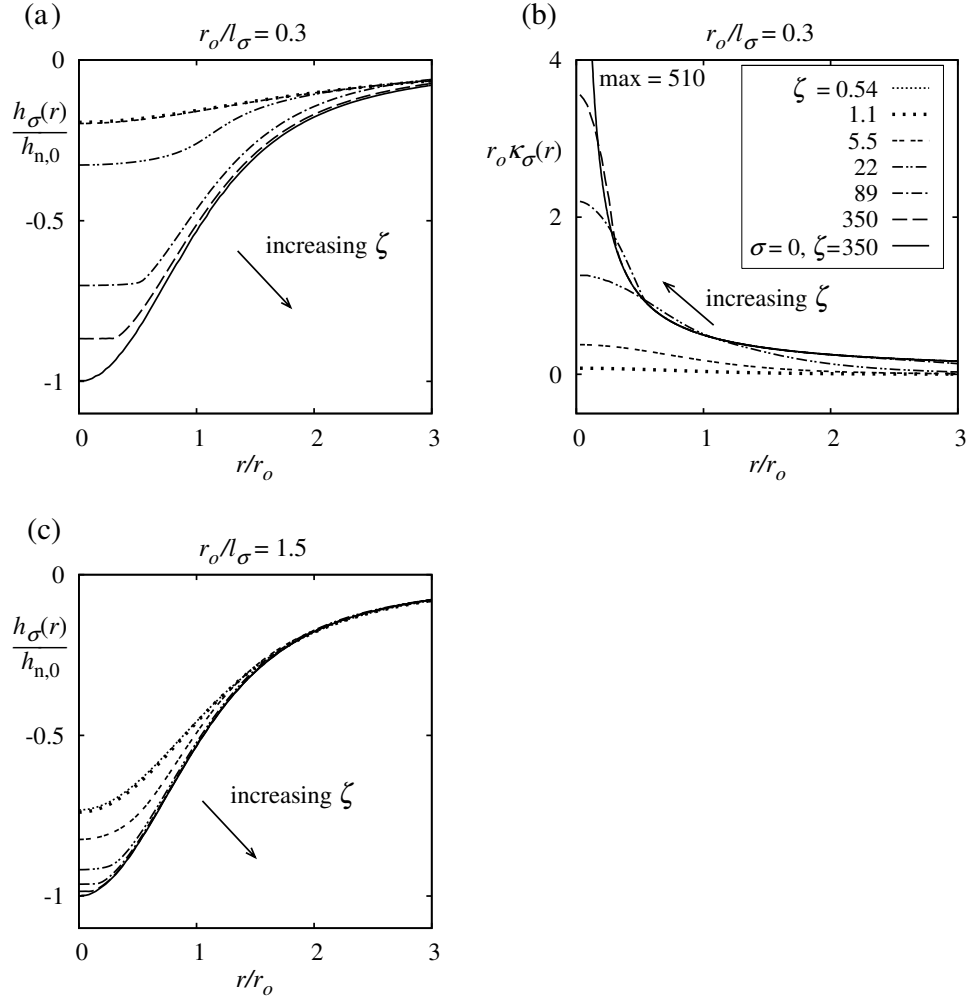 (a)
r_o/l_σ = 0.3
h_σ(r)
h_n,0
0
-0.5
-1
increasing ζ
0
1
2
3
r/r_o
(b)
r_o/l_σ = 0.3
r_o κ_σ(r)
4
2
0
max = 510
ζ = 0.54
1.1
5.5
22
89
350
σ = 0, ζ=350
increasing ζ
0
1
2
3
r/r_o
(c)
r_o/l_σ = 1.5
h_σ(r)
h_n,0
0
-0.5
-1
increasing ζ
0
1
2
3
r/r_o